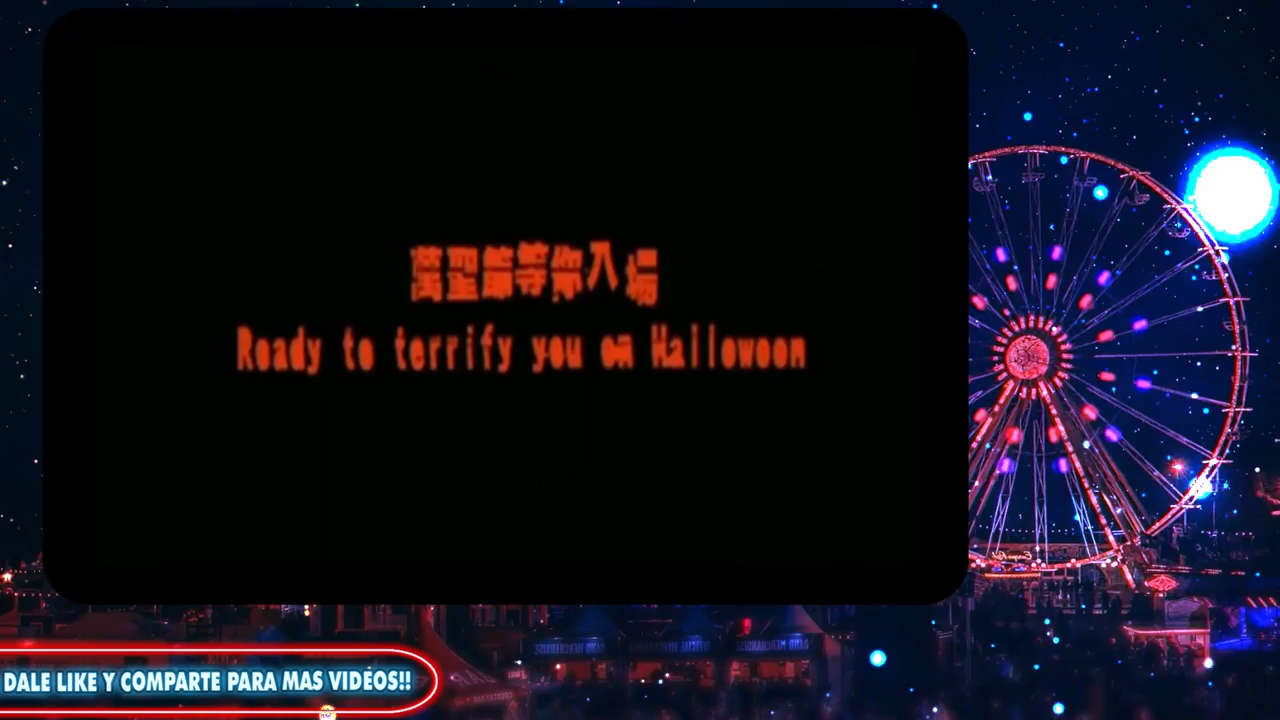 萬聖節等你入場
Ready to terrify you on Halloween
DALE LIKE Y COMPARTE PARA MAS VIDEOS!!